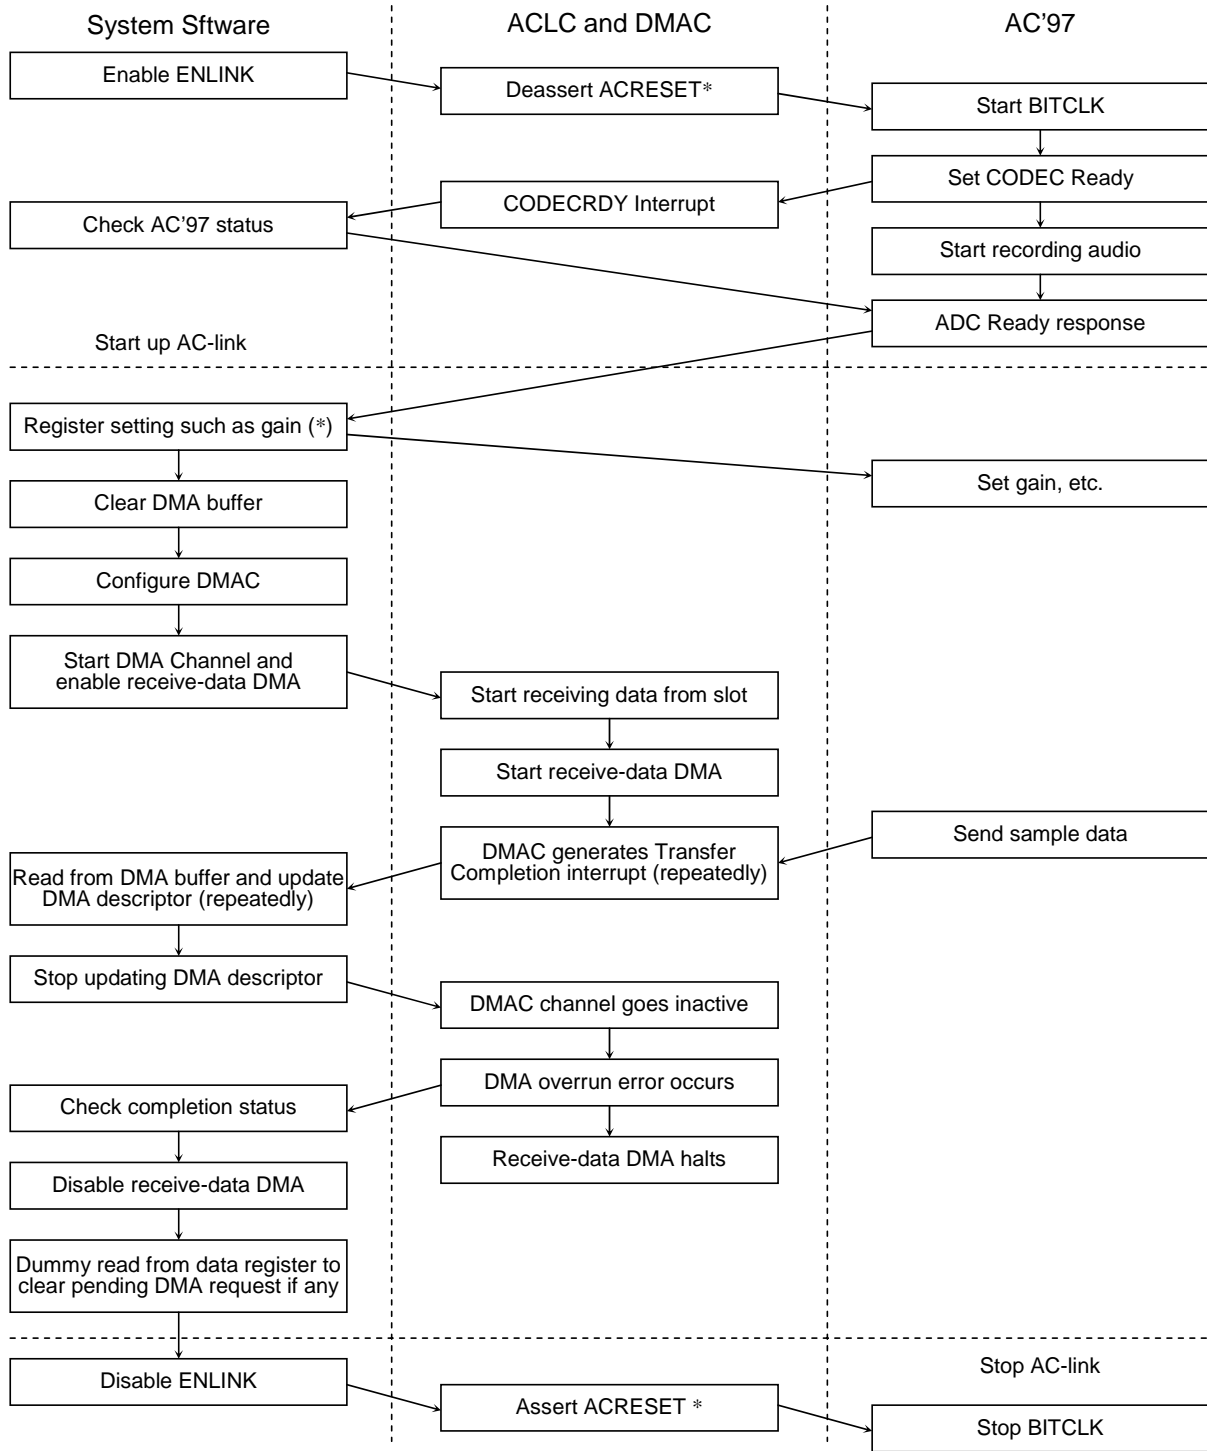 System Sftware
ACLC and DMAC
AC’97
Enable ENLINK
Deassert ACRESET*
Start BITCLK
Set CODEC Ready
CODECRDY Interrupt
Check AC’97 status
Start recording audio
ADC Ready response
Start up AC-link
Register setting such as gain (*)
Set gain, etc.
Clear DMA buffer
Configure DMAC
Start DMA Channel and
enable receive-data DMA
Start receiving data from slot
Start receive-data DMA
Send sample data
DMAC generates Transfer
Completion interrupt (repeatedly)
Read from DMA buffer and update
DMA descriptor (repeatedly)
Stop updating DMA descriptor
DMAC channel goes inactive
DMA overrun error occurs
Check completion status
Receive-data DMA halts
Disable receive-data DMA
Dummy read from data register to
clear pending DMA request if any
Disable ENLINK
Stop AC-link
Assert ACRESET *
Stop BITCLK